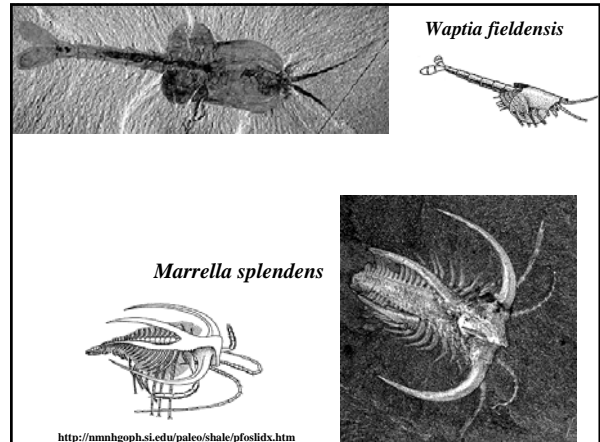 Waptia fieldensis
Marrella splendens
http://nmnhgoph.si.edu/paleo/shale/pfoslidx.htm